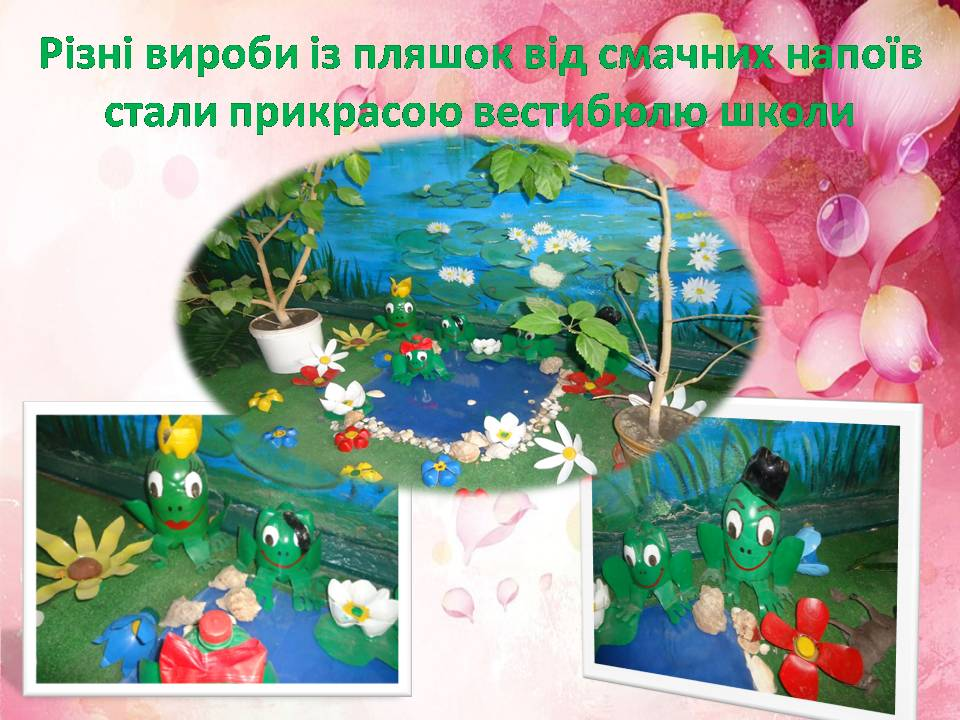 Різні вироби із пляшок від смачних напоїв
стали прикрасою вестибюлю школи